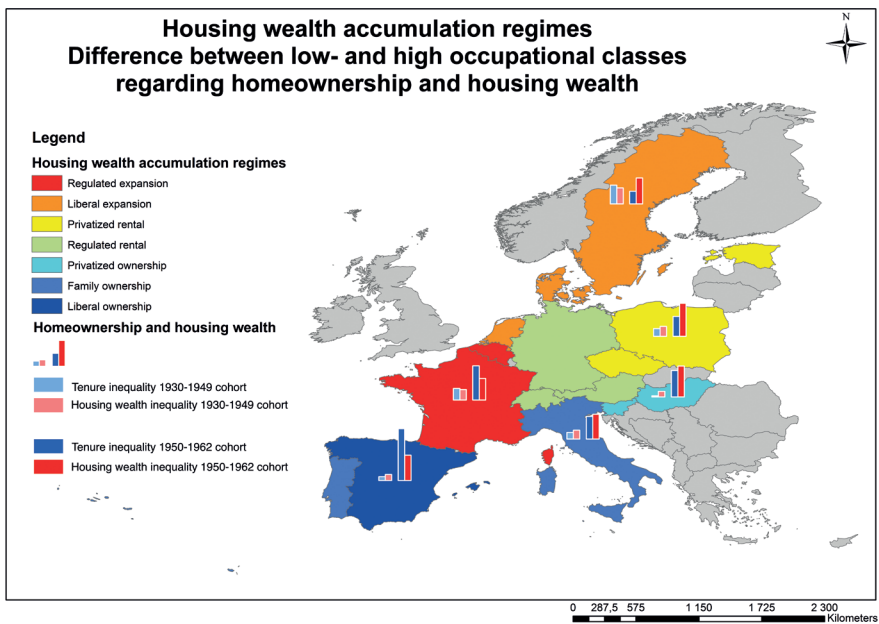 Housing wealth accumulation regimes
Difference between low- and high occupational classes
regarding homeownership and housing wealth
N
Legend
Housing wealth accumulation regimes
Regulated expansion
Liberal expansion
Privatized rental
Regulated rental
Privatized ownership
Family ownership
Liberal ownership
Homeownership and housing wealth
Tenure inequality 1930-1949 cohort
Housing wealth inequality 1930-1949 cohort
Tenure inequality 1950-1962 cohort
Housing wealth inequality 1950-1962 cohort
0 287,5 575 1 150 1 725 2 300
Kilometers